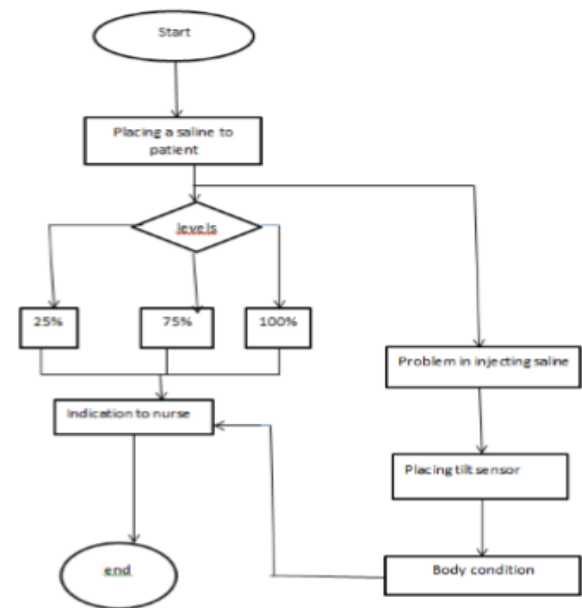 Start
Placing a saline to
patient
levels
25%
75%
100%
Problem in injecting saline
Indication to nurse
Placing tilt sensor
end
Body condition